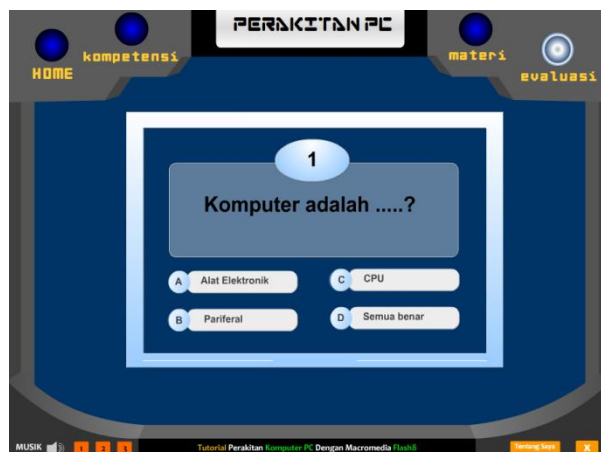 PERAKITAN PC
HOME
kompetensi
materi
evaluasi
1
Komputer adalah .....?
A Alat Elektronik
C CPU
B Pariferal
D Semua benar
MUSIK 1 2 3
Tutorial Perakitan Komputer PC Dengan Macromedia Flash8
Tentang Saya
X